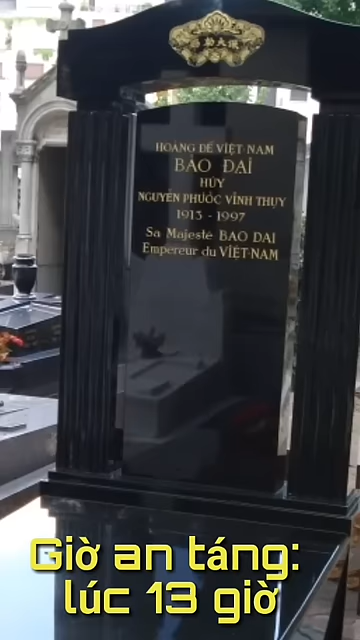 HOÀNG ĐẾ VIỆT·NAM
BẢO ĐẠI
HÚY
NGUYỄN PHƯỚC VĨNH THỤY
1913 - 1997
Sa Majesté BAO DAI
Empereur du VIỆT·NAM
Giờ an táng:
lúc 13 giờ